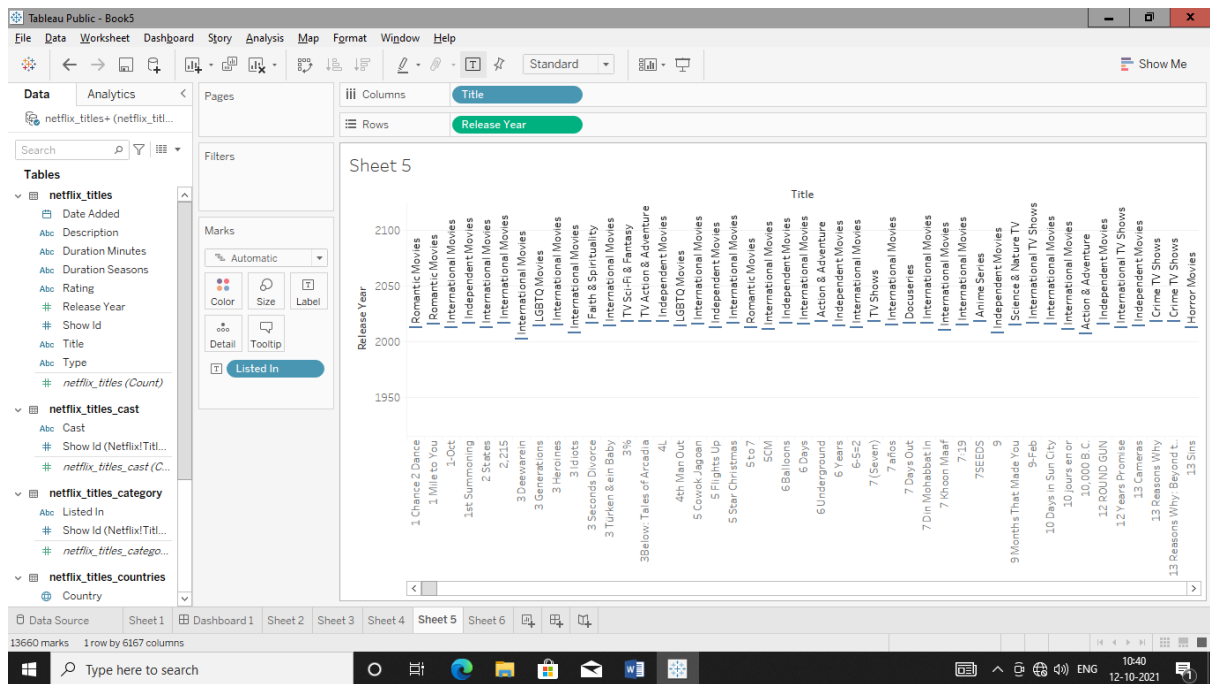 Tableau Public - Book5
File Data Worksheet Dashboard Story Analysis Map Format Window Help
Standard
Show Me
Data Analytics
netflix_titles+ (netflix_titl...
Search
Tables
netflix_titles
Date Added
Abc Description
Abc Duration Minutes
Abc Duration Seasons
Abc Rating
# Release Year
# Show Id
Abc Title
Abc Type
# netflix_titles (Count)
netflix_titles_cast
Abc Cast
# Show Id (Netflix!Titl...
# netflix_titles_cast (C...
netflix_titles_category
Abc Listed In
# Show Id (Netflix!Titl...
# netflix_titles_catego...
netflix_titles_countries
Country
Pages
Filters
Marks
Automatic
Color Size Label
Detail Tooltip
Listed In
Columns Title
Rows Release Year
Sheet 5
Title
Release Year
2100
2050
2000
1950
Romantic Movies
Romantic Movies
International Movies
Independent Movies
International Movies
International Movies
Independent Movies
LGBTQ Movies
International Movies
International Movies
Faith & Spirituality
International Movies
TV Sci-Fi & Fantasy
TV Action & Adventure
International Movies
LGBTQ Movies
International Movies
Independent Movies
International Movies
Romantic Movies
International Movies
Independent Movies
International Movies
Action & Adventure
Independent Movies
International Movies
TV Shows
International Movies
Docuseries
International Movies
International Movies
International Movies
Anime Series
Independent Movies
Science & Nature TV
International TV Shows
International Movies
International Movies
Action & Adventure
Independent Movies
International TV Shows
Independent Movies
Crime TV Shows
Crime TV Shows
Horror Movies
1 Chance 2 Dance
1 Mile to You
1-Oct
1st Summoning
2 States
2,215
3 Deewarein
3 Generations
3 Heroines
3 Idiots
3 Seconds Divorce
3 Türken & ein Baby
3%
3Below: Tales of Arcadia
4L
4th Man Out
5 Cowok Jagoan
5 Flights Up
5 Star Christmas
5 to 7
5CM
6 Balloons
6 Days
6 Underground
6 Years
6-5=2
7 (Seven)
7 años
7 Days Out
7 Din Mohabbat In
7 Khoon Maaf
7-19
7SEEDS
9
9 Months That Made You
9-Feb
10 Days in Sun City
10 jours en or
10,000 B.C.
12 ROUND GUN
12 Years Promise
13 Cameras
13 Reasons Why
13 Reasons Why: Beyond t..
13 Sins
Data Source Sheet 1 Dashboard 1 Sheet 2 Sheet 3 Sheet 4 Sheet 5 Sheet 6
13660 marks 1 row by 6167 columns
Type here to search
ENG
10:40
12-10-2021